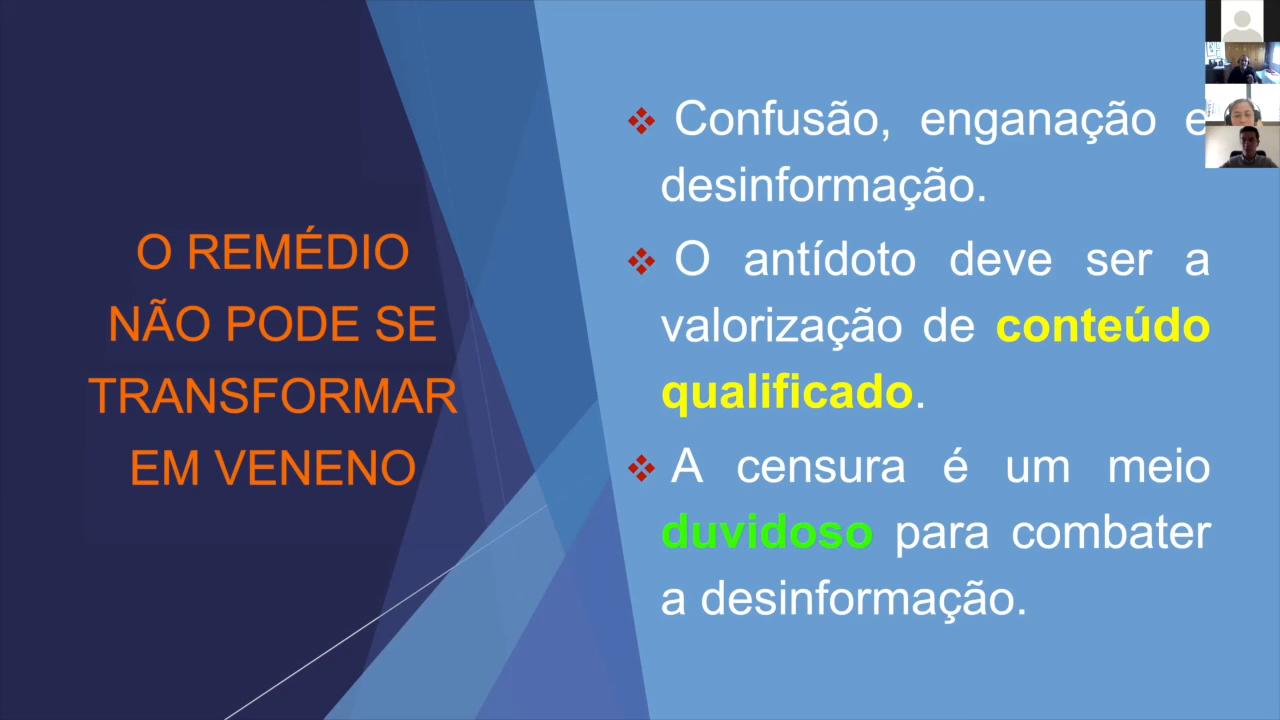 O REMÉDIO
NÃO PODE SE
TRANSFORMAR
EM VENENO
Confusão, enganação e
desinformação.
O antídoto deve ser a
valorização de conteúdo
qualificado.
A censura é um meio
duvidoso para combater
a desinformação.